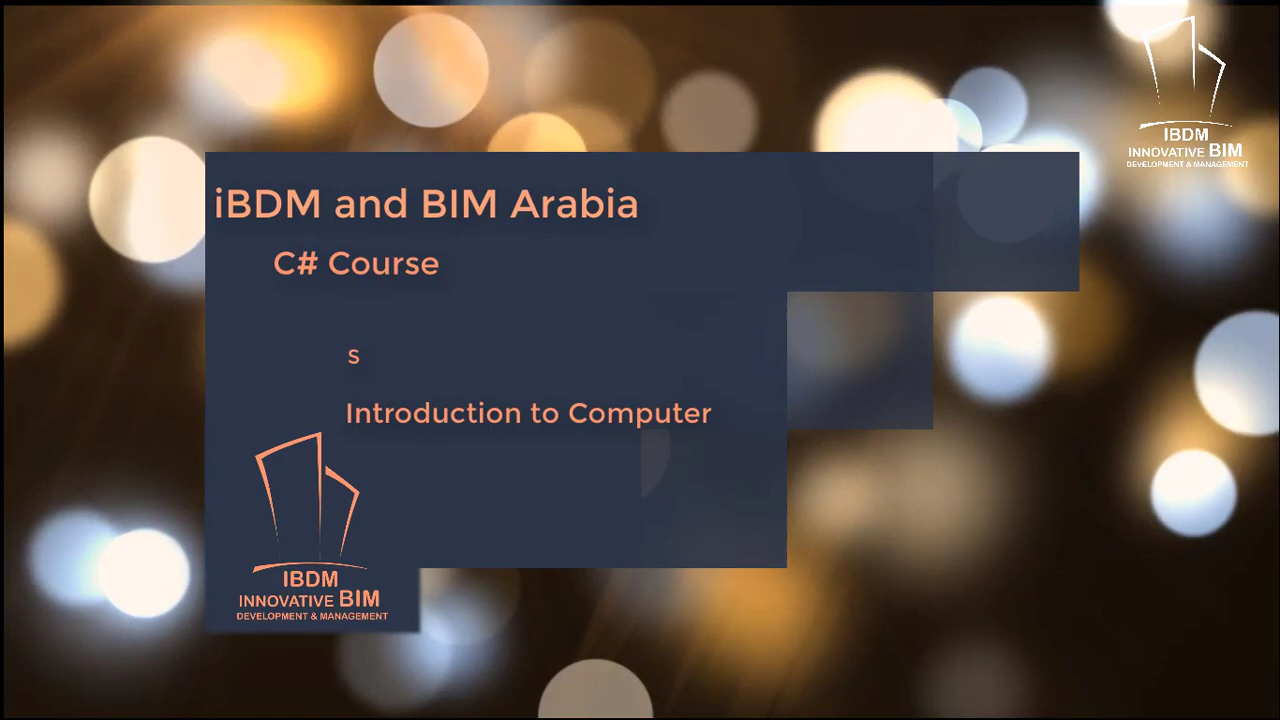 IBDM
INNOVATIVE BIM
DEVELOPMENT & MANAGEMENT
iBDM and BIM Arabia
C# Course
s
Introduction to Computer
IBDM
INNOVATIVE BIM
DEVELOPMENT & MANAGEMENT